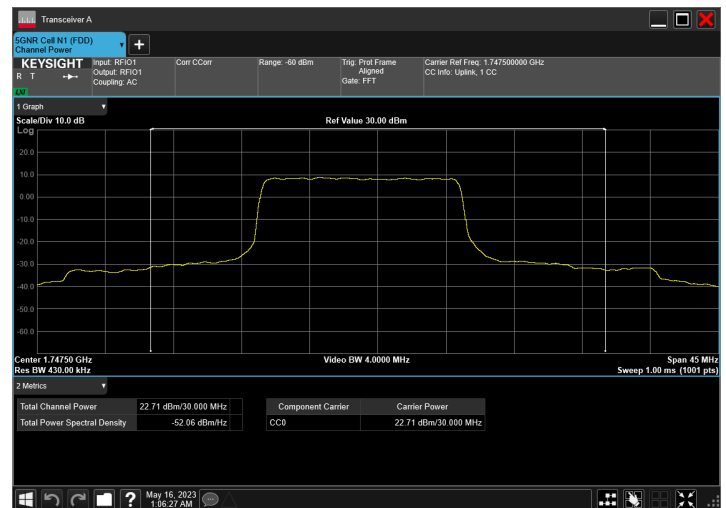 Transceiver A
5GNR Cell N1 (FDD)
Channel Power
KEYSIGHT
R T
LXI
Input: RFIO1
Output: RFIO1
Coupling: AC
Corr CCorr
Range: -60 dBm
Trig: Prot Frame
Aligned
Gate: FFT
Carrier Ref Freq: 1.747500000 GHz
CC Info: Uplink, 1 CC
1 Graph
Scale/Div 10.0 dB
Ref Value 30.00 dBm
Log
20.0
10.0
0.00
-10.0
-20.0
-30.0
-40.0
-50.0
-60.0
Center 1.74750 GHz
Video BW 4.0000 MHz
Span 45 MHz
Res BW 430.00 kHz
Sweep 1.00 ms (1001 pts)
2 Metrics
Total Channel Power 22.71 dBm/30.000 MHz
Total Power Spectral Density -52.06 dBm/Hz
Component Carrier Carrier Power
CC0 22.71 dBm/30.000 MHz
?
May 16, 2023
1:06:27 AM